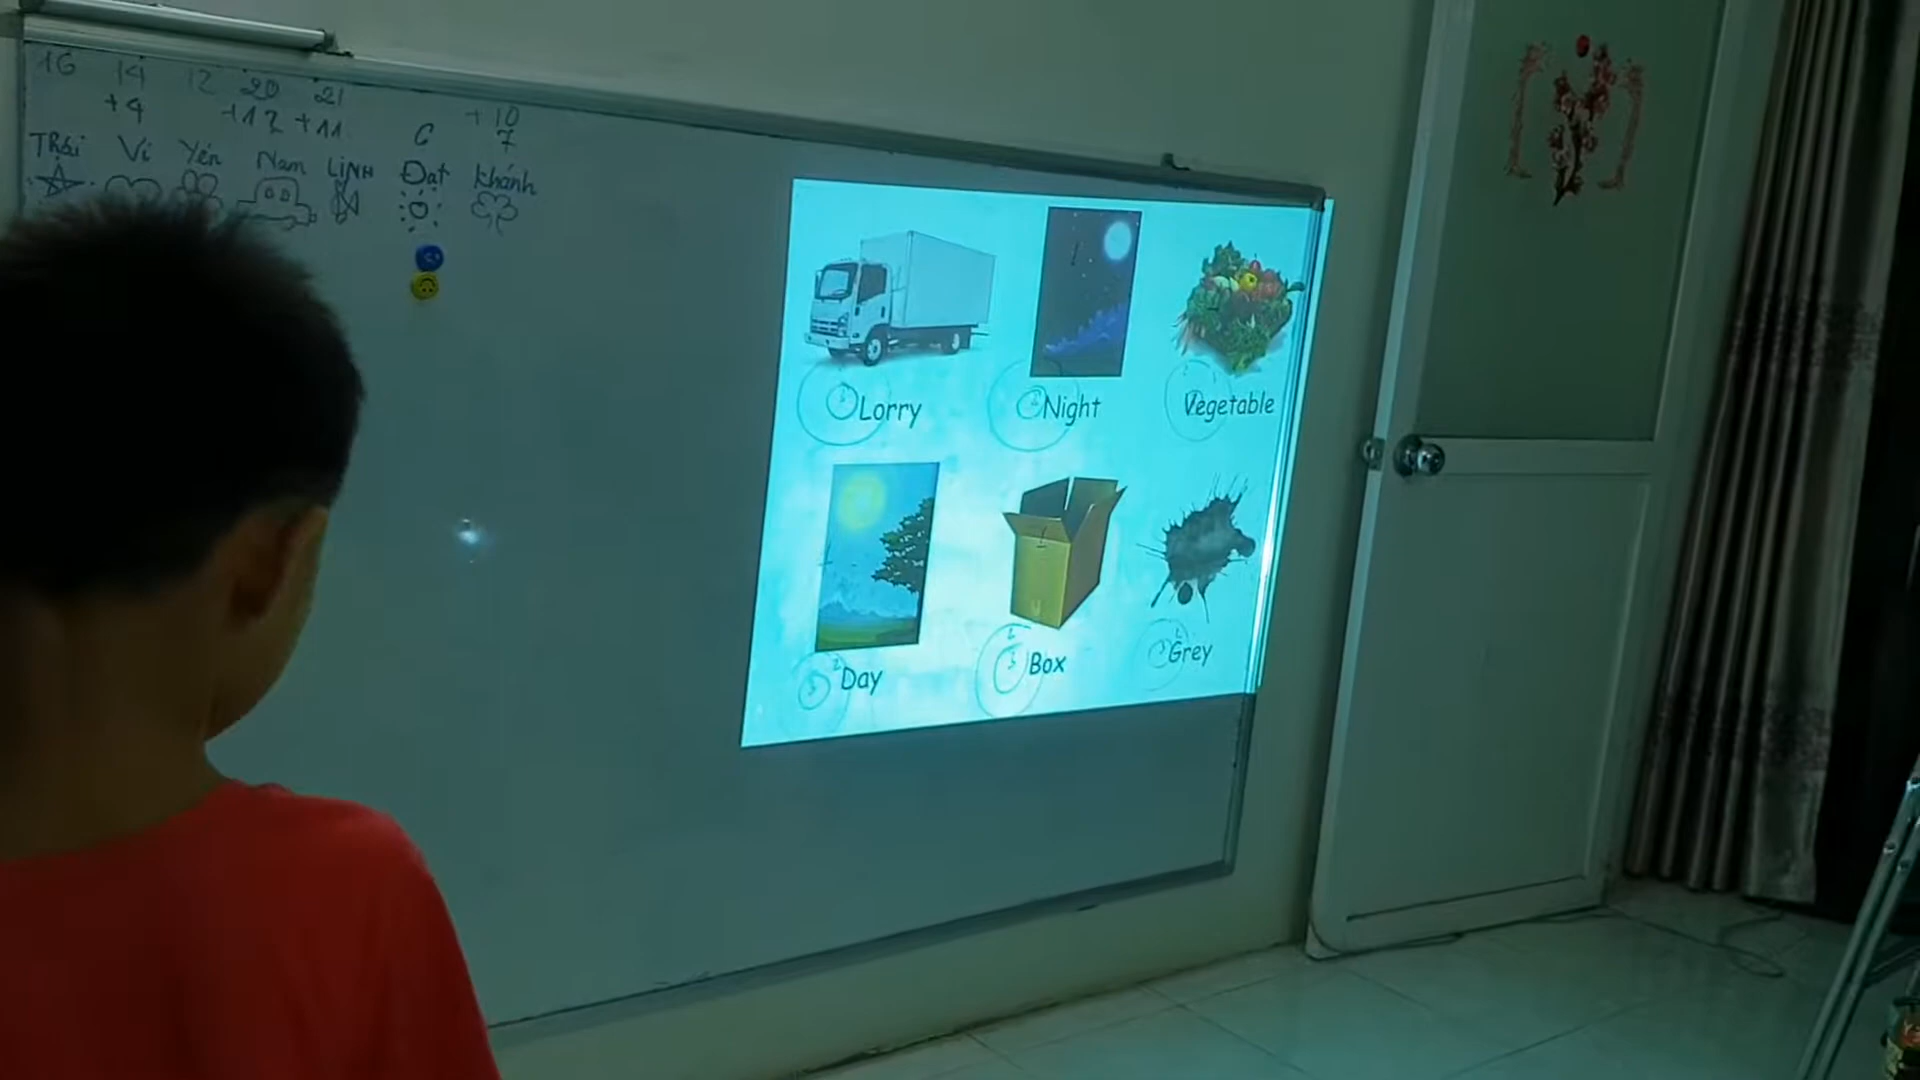 16 14 12 20 21
+4 +12 +11 +10
C 7
Thái Vi Yến Nam LỊNH Đạt Khánh
Lorry Night Vegetable
Day Box Grey